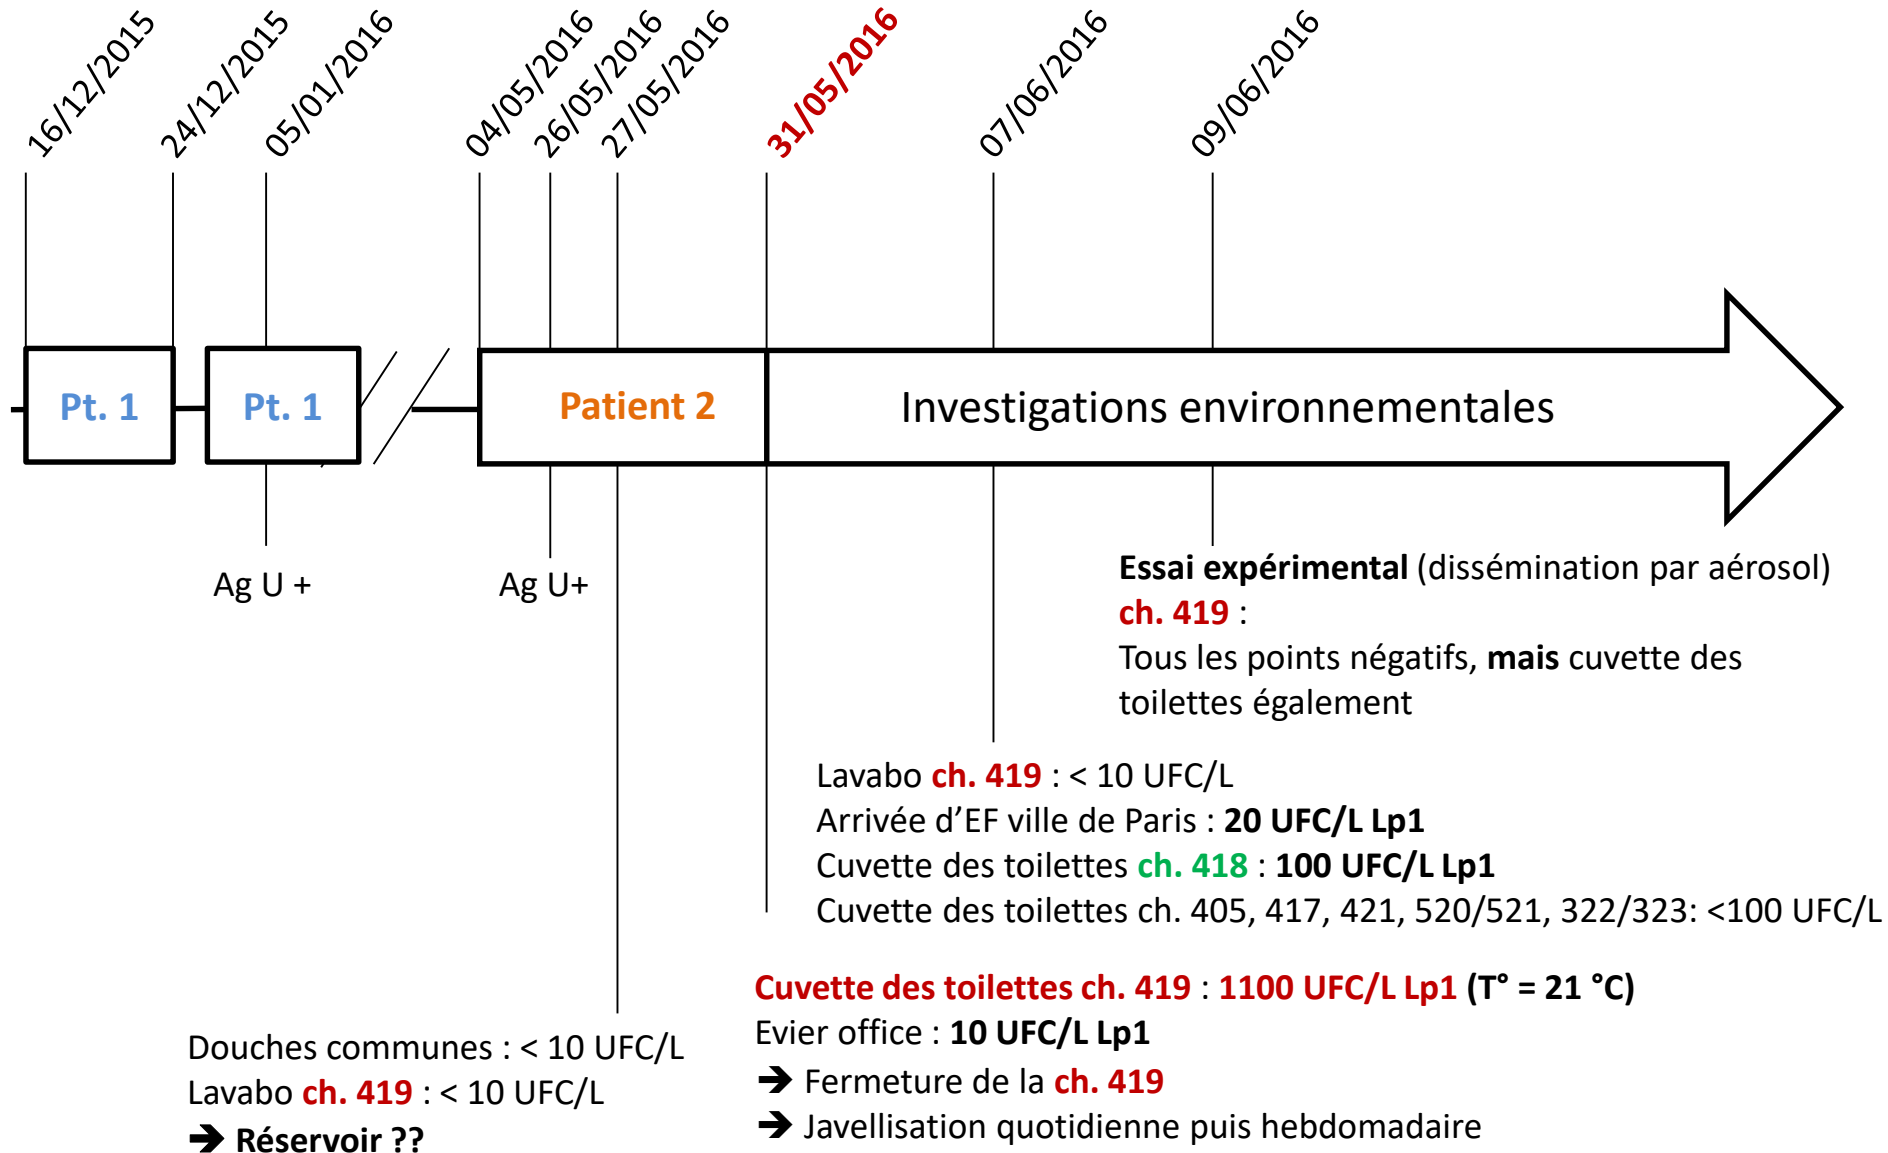 16/12/2015
24/12/2015
05/01/2016
04/05/2016
26/05/2016
27/05/2016
31/05/2016
07/06/2016
09/06/2016
Pt. 1
Pt. 1
Patient 2
Investigations environnementales
Ag U +
Ag U+
Essai expérimental (dissémination par aérosol)
ch. 419 :
Tous les points négatifs, mais cuvette des
toilettes également
Lavabo ch. 419 : < 10 UFC/L
Arrivée d’EF ville de Paris : 20 UFC/L Lp1
Cuvette des toilettes ch. 418 : 100 UFC/L Lp1
Cuvette des toilettes ch. 405, 417, 421, 520/521, 322/323: <100 UFC/L
Cuvette des toilettes ch. 419 : 1100 UFC/L Lp1 (T° = 21 °C)
Evier office : 10 UFC/L Lp1
➔ Fermeture de la ch. 419
➔ Javellisation quotidienne puis hebdomadaire
Douches communes : < 10 UFC/L
Lavabo ch. 419 : < 10 UFC/L
➔ Réservoir ??